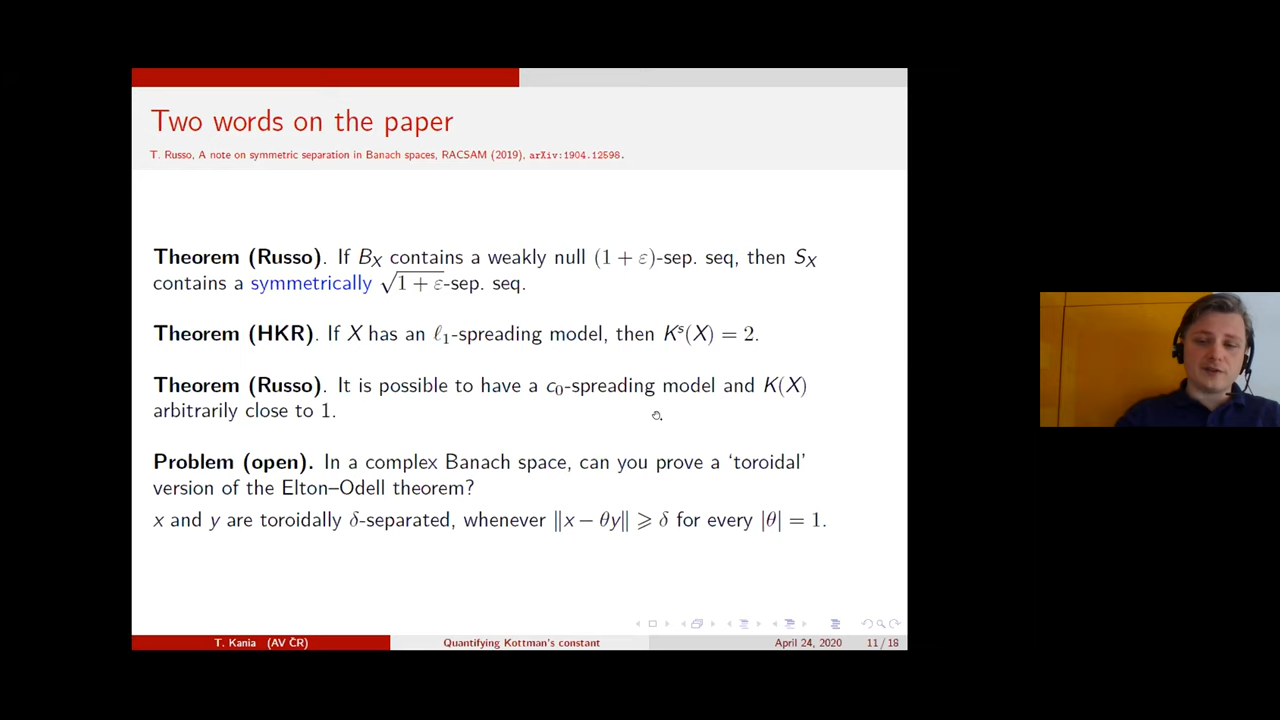 Two words on the paper
T. Russo, A note on symmetric separation in Banach spaces, RACSAM (2019), arXiv:1904.12598.
Theorem (Russo). If B_X contains a weakly null (1 + ε)-sep. seq, then S_X
contains a symmetrically √(1 + ε)-sep. seq.
Theorem (HKR). If X has an ℓ₁-spreading model, then Kˢ(X) = 2.
Theorem (Russo). It is possible to have a c₀-spreading model and K(X)
arbitrarily close to 1.
Problem (open). In a complex Banach space, can you prove a ‘toroidal’
version of the Elton–Odell theorem?
x and y are toroidally δ-separated, whenever ‖x − θy‖ ⩾ δ for every |θ| = 1.
T. Kania (AV ČR) Quantifying Kottman's constant April 24, 2020 11 / 18